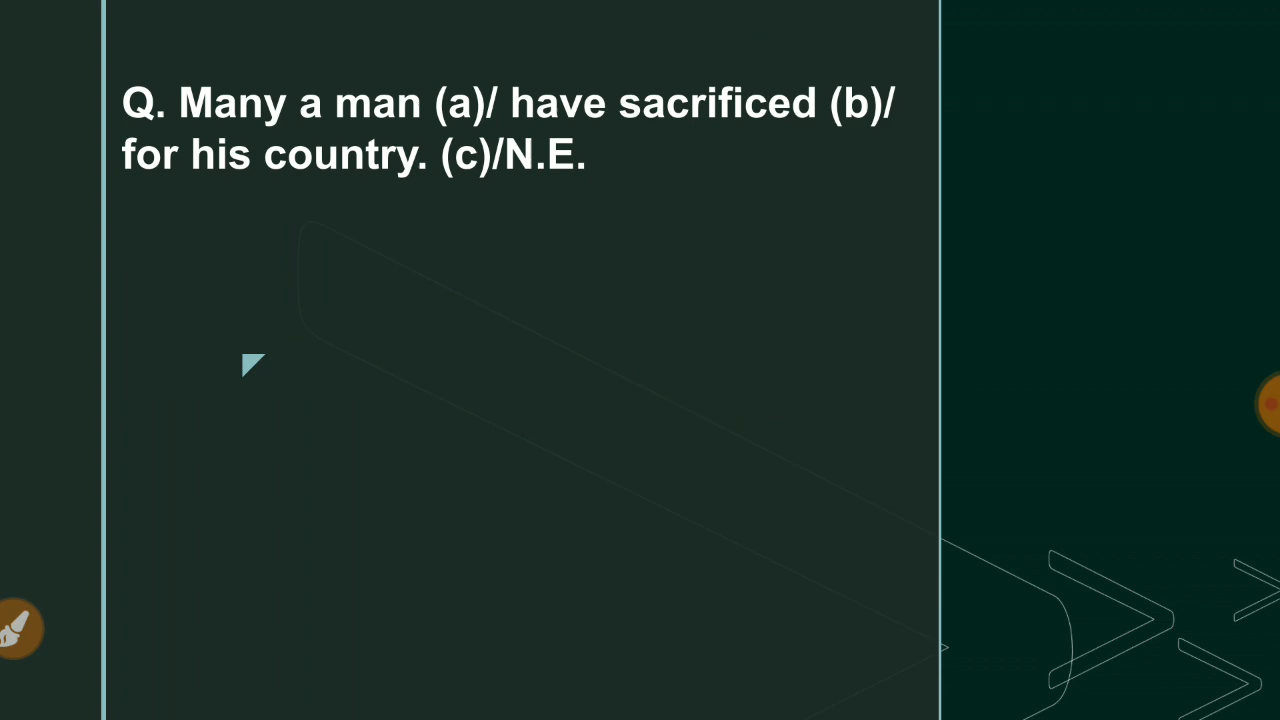 Q. Many a man (a)/ have sacrificed (b)/
for his country. (c)/N.E.